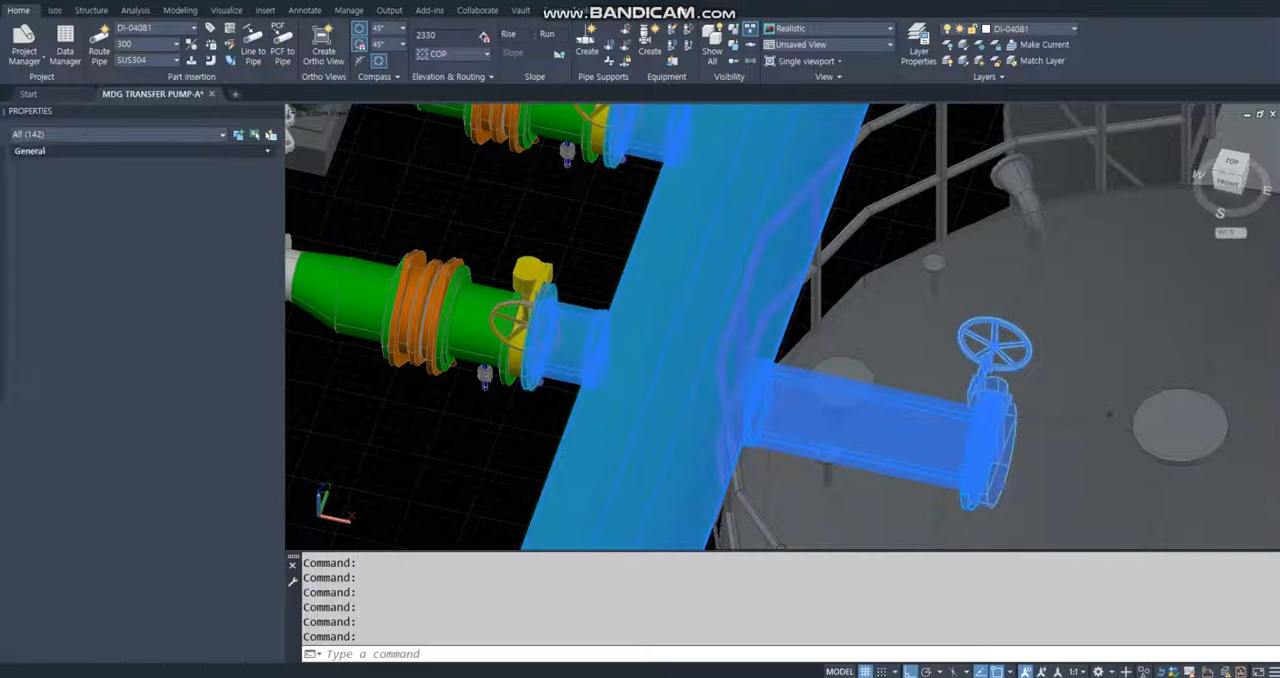 www.BANDICAM.com
Home Isos Structure Analysis Modeling Visualize Insert Annotate Manage Output Add-ins Collaborate Vault
Project Manager
Data Manager
Project
Route Pipe
DI-04081
300
SUS304
Line to Pipe
PCF to Pipe
Part Insertion
Create Ortho View
Ortho Views
45°
45°
Compass
2330
COP
Elevation & Routing
Rise Run
Slope
Slope
Create
Pipe Supports
Create
Equipment
Show All
Visibility
Realistic
Unsaved View
Single viewport
View
Layer Properties
DI-04081
Make Current
Match Layer
Layers
Start
MDG TRANSFER PUMP-A*
PROPERTIES
All (142)
General
TOP
FRONT
W
E
S
WCS
Y
X
Command:
Command:
Command:
Command:
Command:
Command:
Type a command
MODEL
1:1